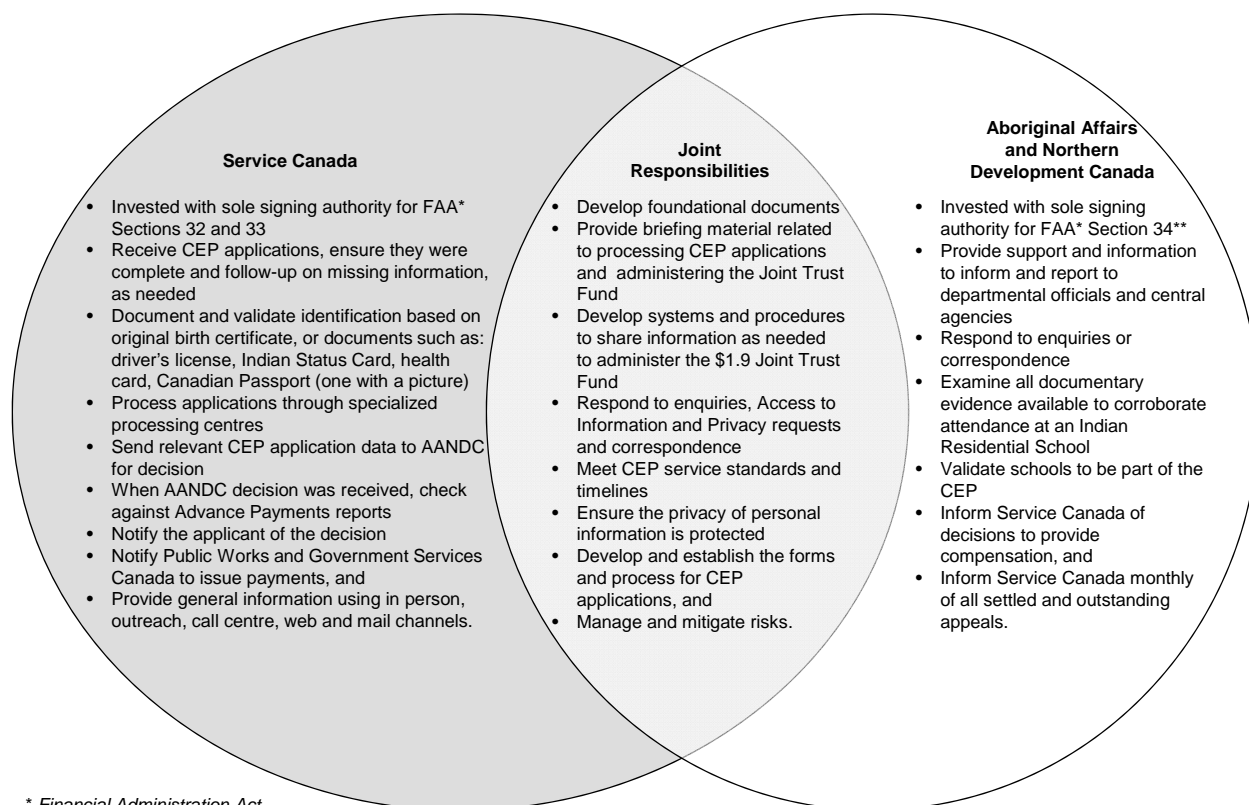 Service Canada
• Invested with sole signing authority for FAA*
Sections 32 and 33
• Receive CEP applications, ensure they were
complete and follow-up on missing information,
as needed
• Document and validate identification based on
original birth certificate, or documents such as:
driver's license, Indian Status Card, health
card, Canadian Passport (one with a picture)
• Process applications through specialized
processing centres
• Send relevant CEP application data to AANDC
for decision
• When AANDC decision was received, check
against Advance Payments reports
• Notify the applicant of the decision
• Notify Public Works and Government Services
Canada to issue payments, and
• Provide general information using in person,
outreach, call centre, web and mail channels.
Joint
Responsibilities
• Develop foundational documents
• Provide briefing material related
to processing CEP applications
and administering the Joint Trust
Fund
• Develop systems and procedures
to share information as needed
to administer the $1.9 Joint Trust
Fund
• Respond to enquiries, Access to
Information and Privacy requests
and correspondence
• Meet CEP service standards and
timelines
• Ensure the privacy of personal
information is protected
• Develop and establish the forms
and process for CEP
applications, and
• Manage and mitigate risks.
Aboriginal Affairs
and Northern
Development Canada
• Invested with sole signing
authority for FAA* Section 34**
• Provide support and information
to inform and report to
departmental officials and central
agencies
• Respond to enquiries or
correspondence
• Examine all documentary
evidence available to corroborate
attendance at an Indian
Residential School
• Validate schools to be part of the
CEP
• Inform Service Canada of
decisions to provide
compensation, and
• Inform Service Canada monthly
of all settled and outstanding
appeals.
* Financial Administration Act